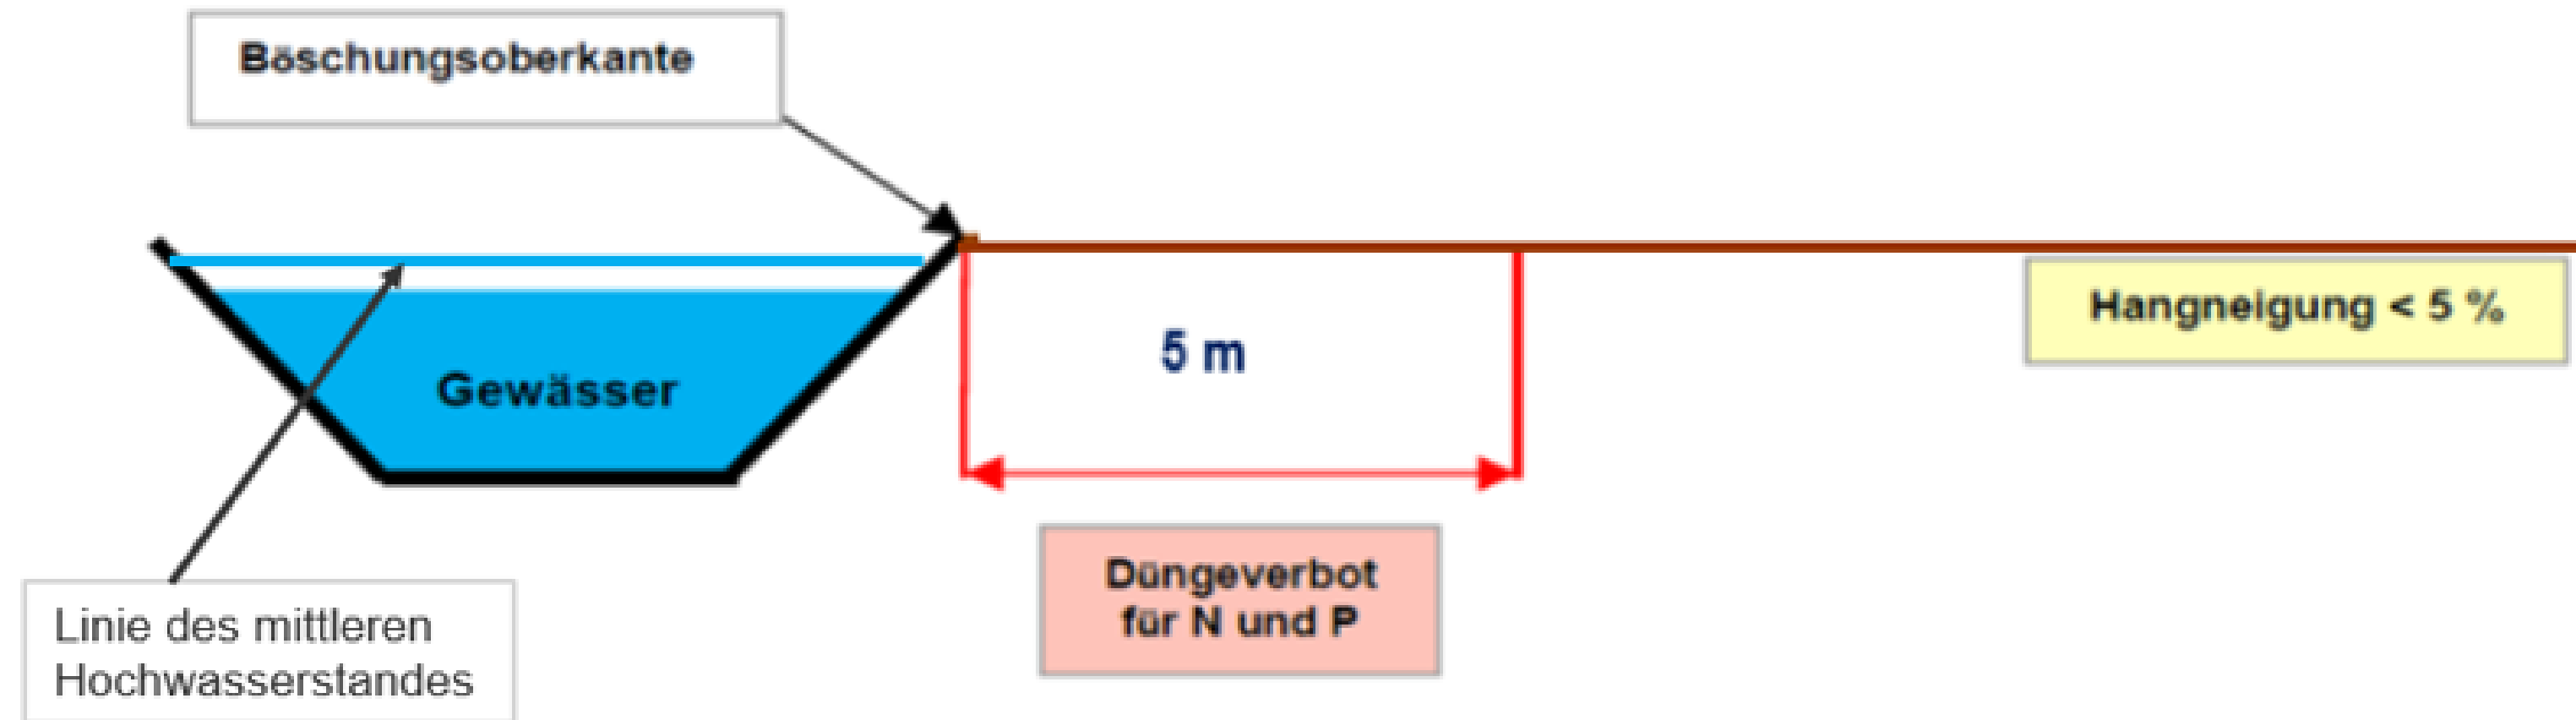 Böschungsoberkante
Hangneigung < 5 %
5 m
Gewässer
Düngeverbot
für N und P
Linie des mittleren
Hochwasserstandes